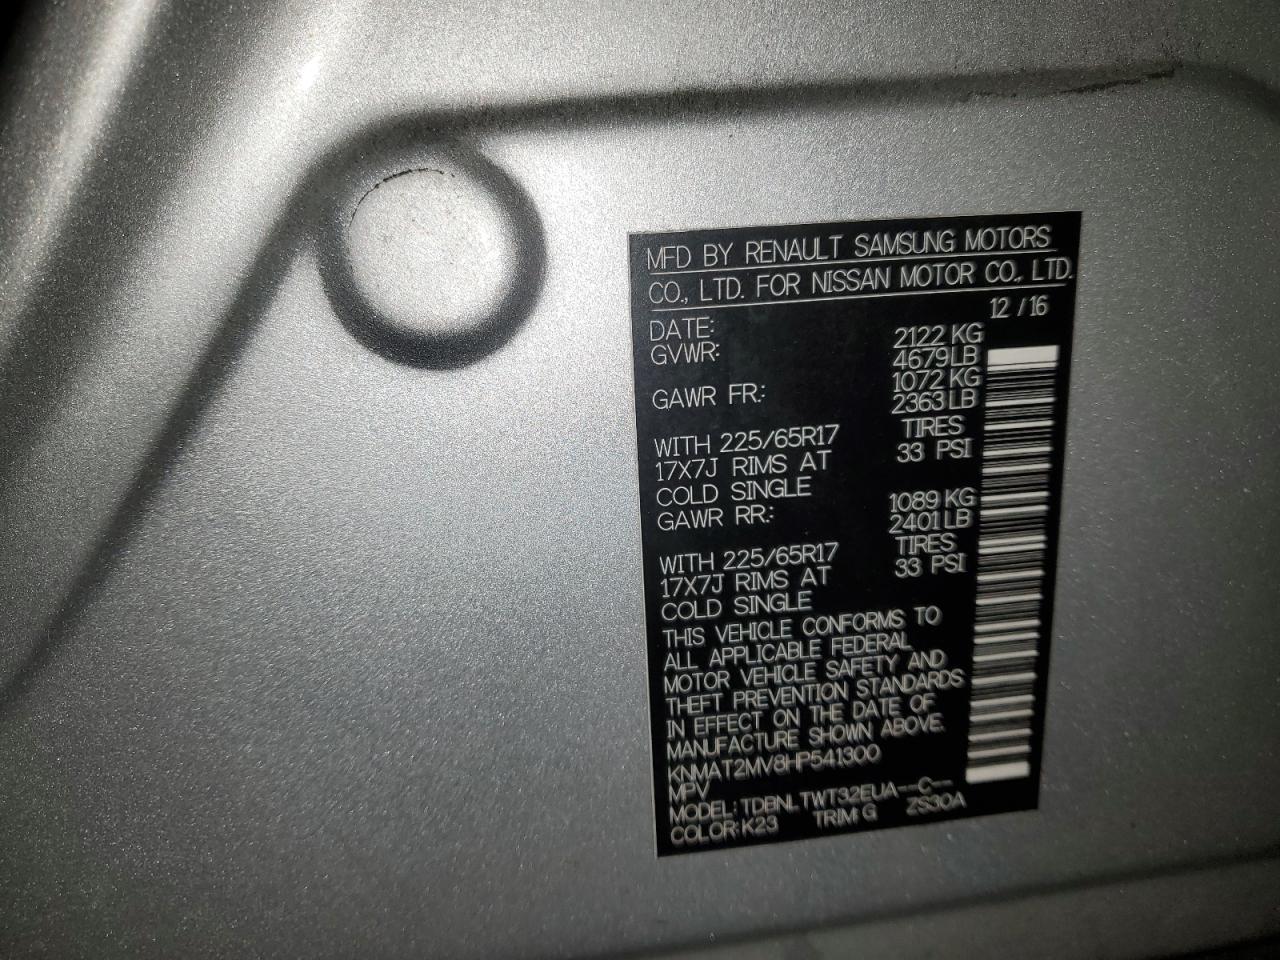 MFD BY RENAULT SAMSUNG MOTORS
CO., LTD. FOR NISSAN MOTOR CO., LTD.
DATE: 12 / 16
GVWR: 2122 KG
4679 LB
GAWR FR.: 1072 KG
2363 LB
WITH 225/65R17 TIRES
17X7J RIMS AT 33 PSI
COLD SINGLE
GAWR RR.: 1089 KG
2401 LB
WITH 225/65R17 TIRES
17X7J RIMS AT 33 PSI
COLD SINGLE
THIS VEHICLE CONFORMS TO
ALL APPLICABLE FEDERAL
MOTOR VEHICLE SAFETY AND
THEFT PREVENTION STANDARDS
IN EFFECT ON THE DATE OF
MANUFACTURE SHOWN ABOVE.
KNMAT2MV8HP541300
MPV
MODEL: TDBNLTWT32EUA--C--
COLOR: K23 TRIM: G ZS30A